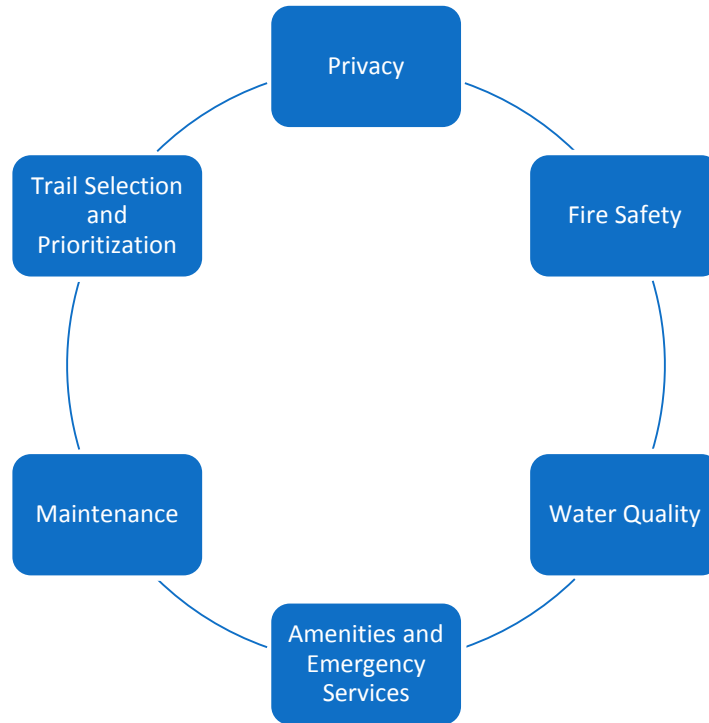 Privacy
Fire Safety
Water Quality
Amenities and
Emergency
Services
Maintenance
Trail Selection
and
Prioritization